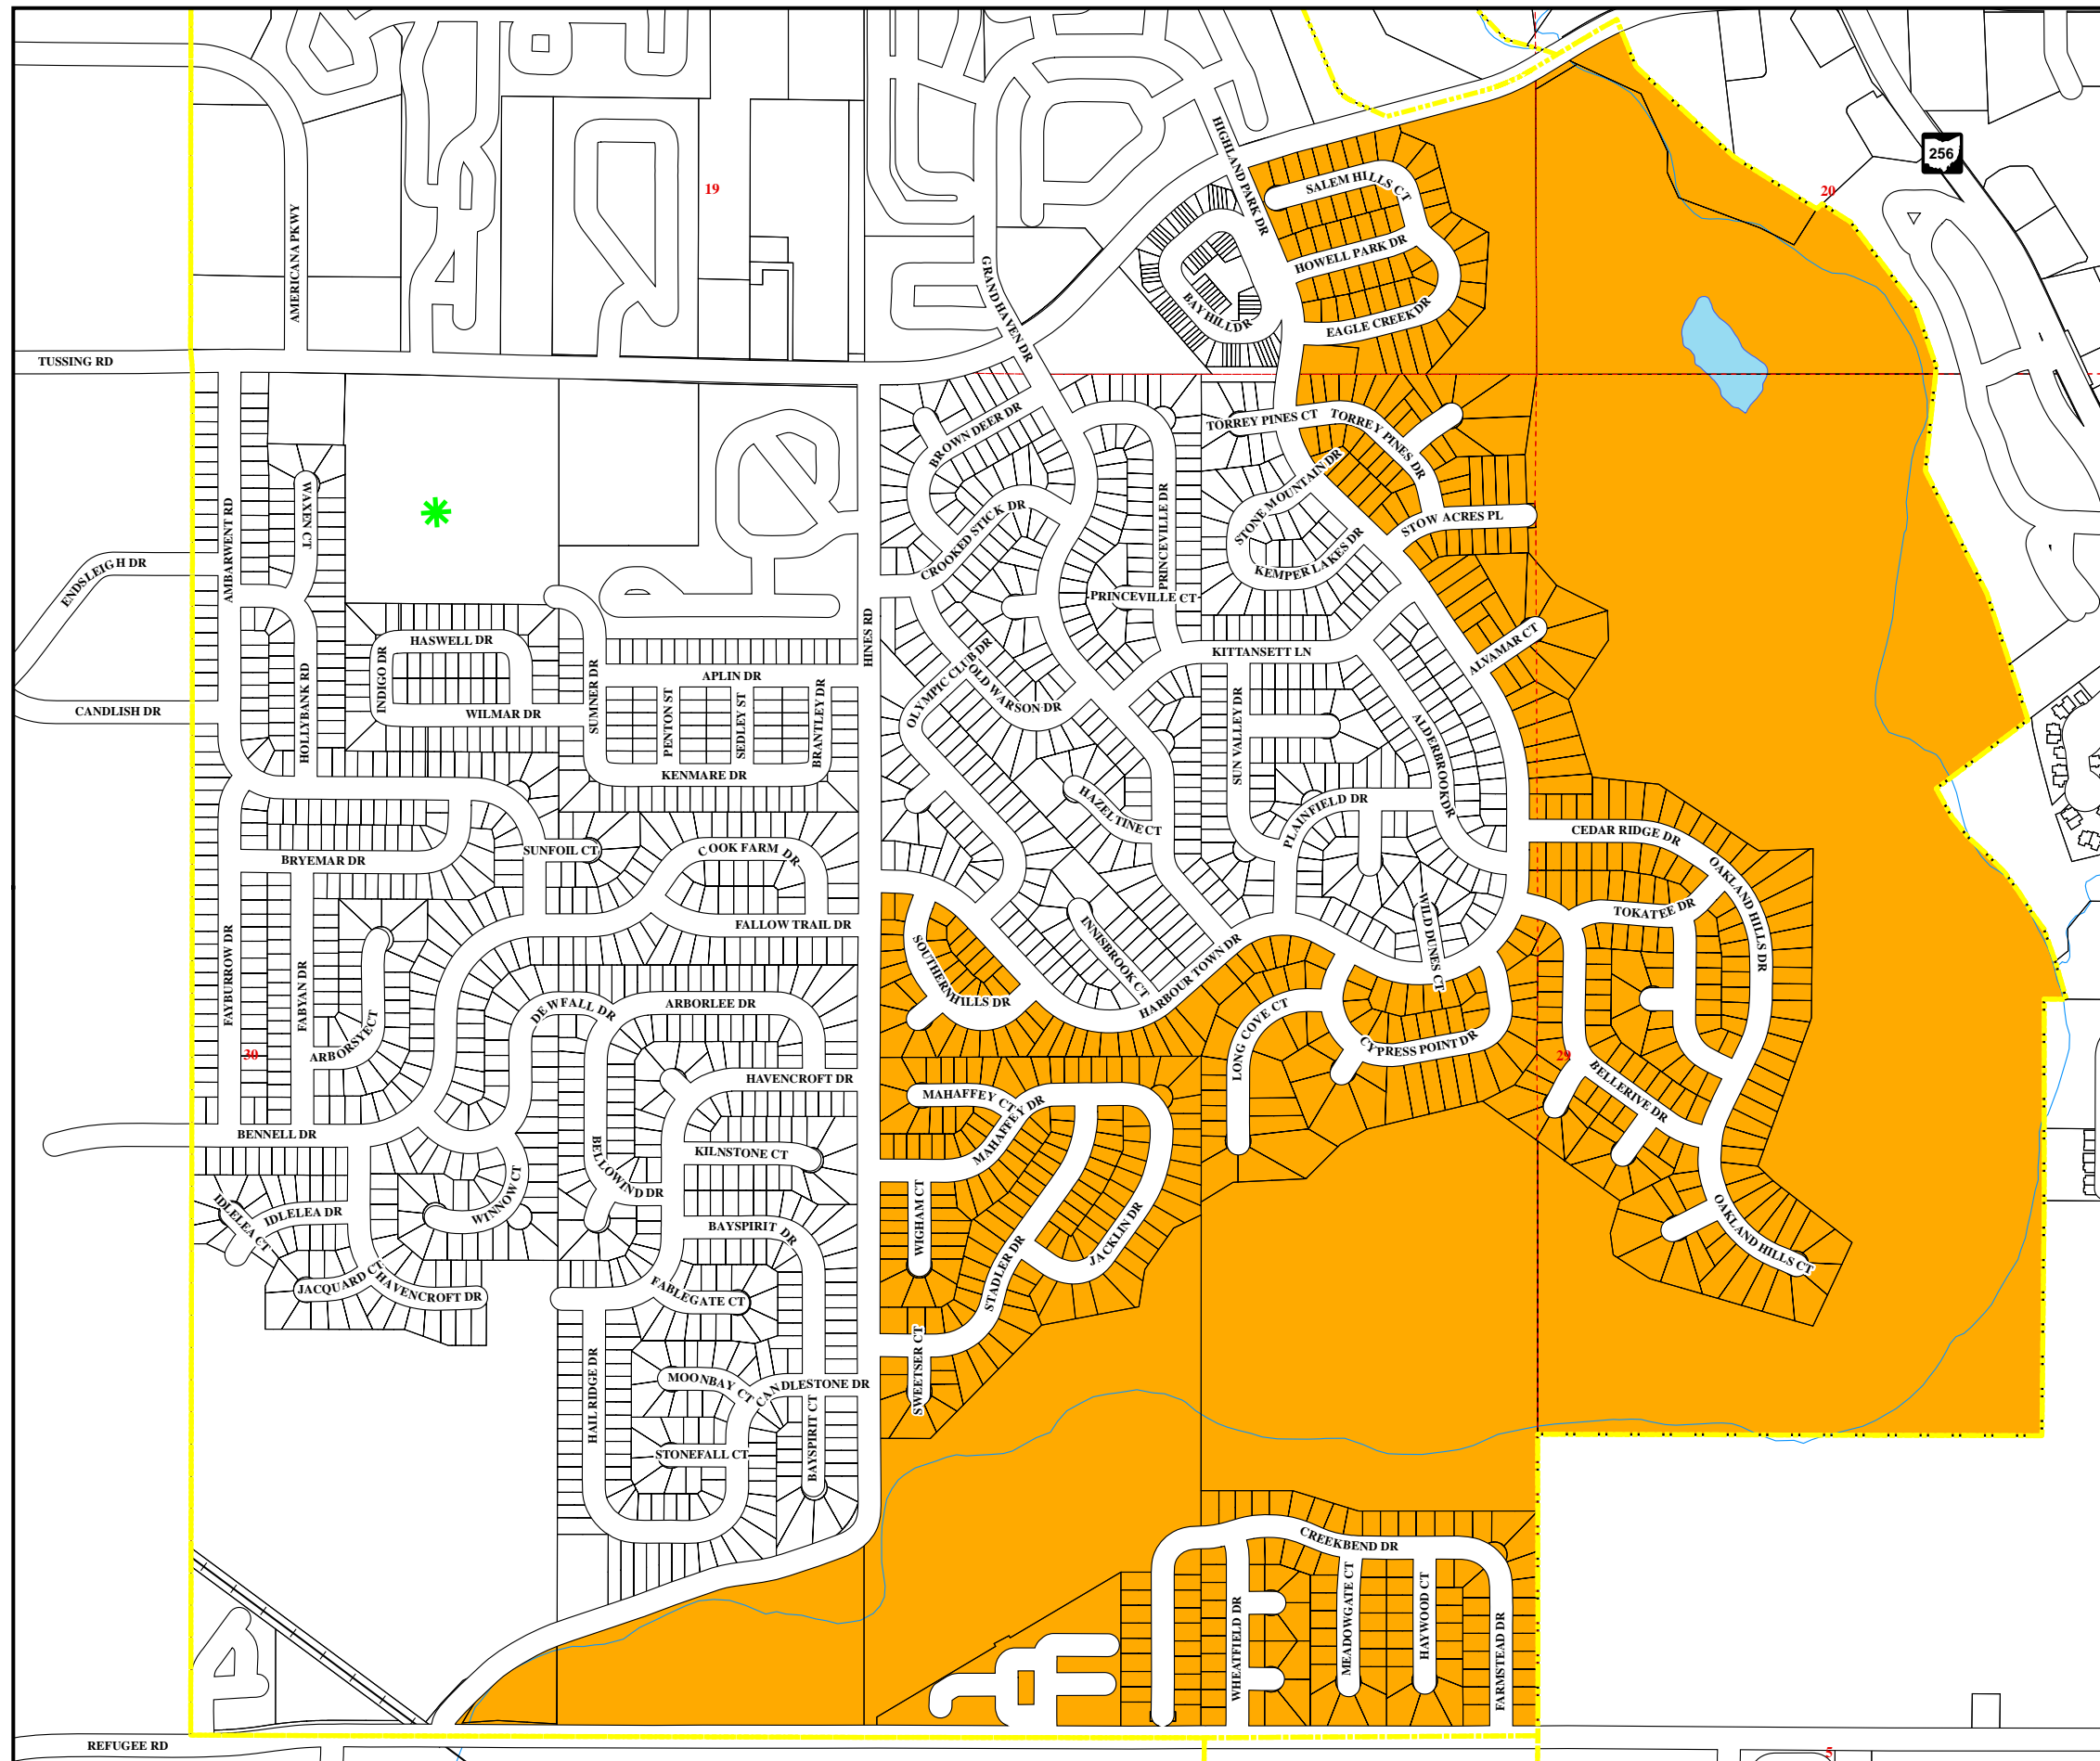 256
19
20
HIGHLAND PARK DR
SALEM HILLS CT
HOWELL PARK DR
EAGLE CREEK DR
BAY HILL DR
AMERICANA PKWY
GRAND HAVEN DR
TUSSING RD
BROWN DEER DR
TORREY PINES CT
TORREY PINES DR
WAXEN CT
AMBARWENT RD
CROOKED STICK DR
PRINCEVILLE DR
STONE MOUNTAIN DR
STOW ACRES PL
KEMPER LAKES DR
ENDSLEIGH DR
PRINCEVILLE CT
HINES RD
HASWELL DR
INDIGO DR
KITTANSETT LN
ALVAMAR CT
APLIN DR
HOLLYBANK RD
SUMNER DR
OLYMPIC CLUB DR
OLD WARSON DR
CANDLISH DR
WILMAR DR
PENTON ST
SEDLEY ST
BRANTLEY DR
SUN VALLEY DR
ALDERBROOK DR
KENMARE DR
HAZELTINE CT
PLAINFIELD DR
CEDAR RIDGE DR
BRYEMAR DR
SUNFOIL CT
COOK FARM DR
OAKLAND HILLS DR
TOKATEE DR
FALLOW TRAIL DR
WILD DUNES CT
FAYBURROW DR
FABYAN DR
SOUTHERN HILLS DR
INNISBROOK CT
HARBOUR TOWN DR
DEWFALL DR
ARBORLEE DR
LONG COVE CT
CYPRESS POINT DR
ARBORSYE CT
30
29
BELLERIVE DR
HAVENCROFT DR
MAHAFFEY CT
MAHAFFEY DR
BENNELL DR
KILNSTONE CT
BELLOWIND DR
WINNOW CT
IDLELEA CT
IDLELEA DR
WIGHAM CT
JACKLIN DR
STADLER DR
BAYSPIRIT DR
OAKLAND HILLS CT
JACQUARD CT
HAVENCROFT DR
FABLEGATE CT
HAIL RIDGE DR
SWEETSER CT
MOONBAY CT
CANDLESTONE DR
STONEFALL CT
BAYSPIRIT CT
CREEKBEND DR
WHEATFIELD DR
MEADOWGATE CT
HAYWOOD CT
FARMSTEAD DR
REFUGEE RD
5